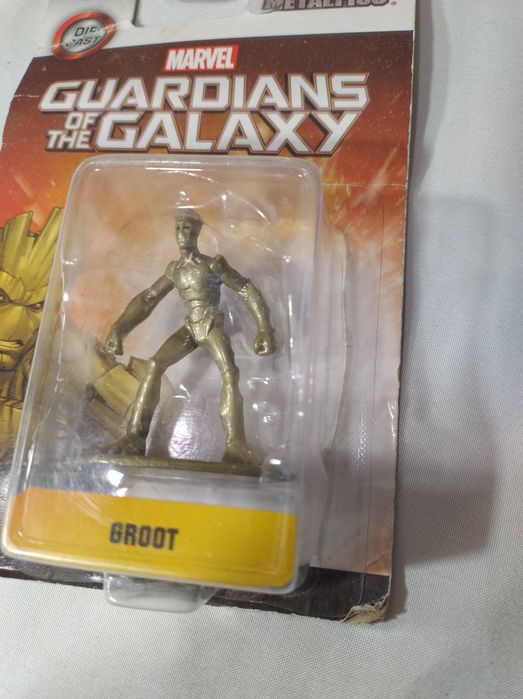 DIE
CAST
METALFIGS®
MARVEL
GUARDIANS
OF THE GALAXY
GROOT